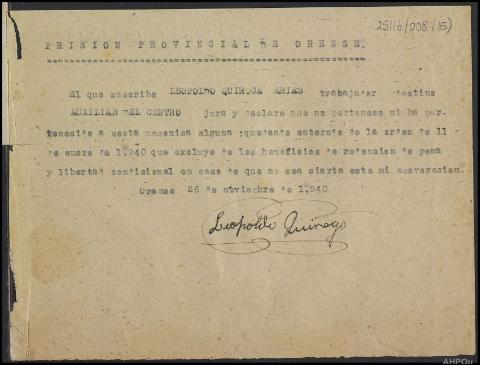 25116/008/15)
PRISION PROVINCIAL DE ORENSE.
El que suscribe LEOPOLDO QUIROGA ARIAS trabajador destino
AUXILIAR DEL CENTRO jura y declara que no pertenece ni ha per-
tenecido a secta masonica alguna quedando enterado de la orden de 11
de enero de 1.940 que excluye de los beneficios de redencion de pena
y libertad condicional en caso de que no sea cierta esta mi aseveracion.
Orense 26 de noviembre de 1.940
Leopoldo Quiroga
AHPOu